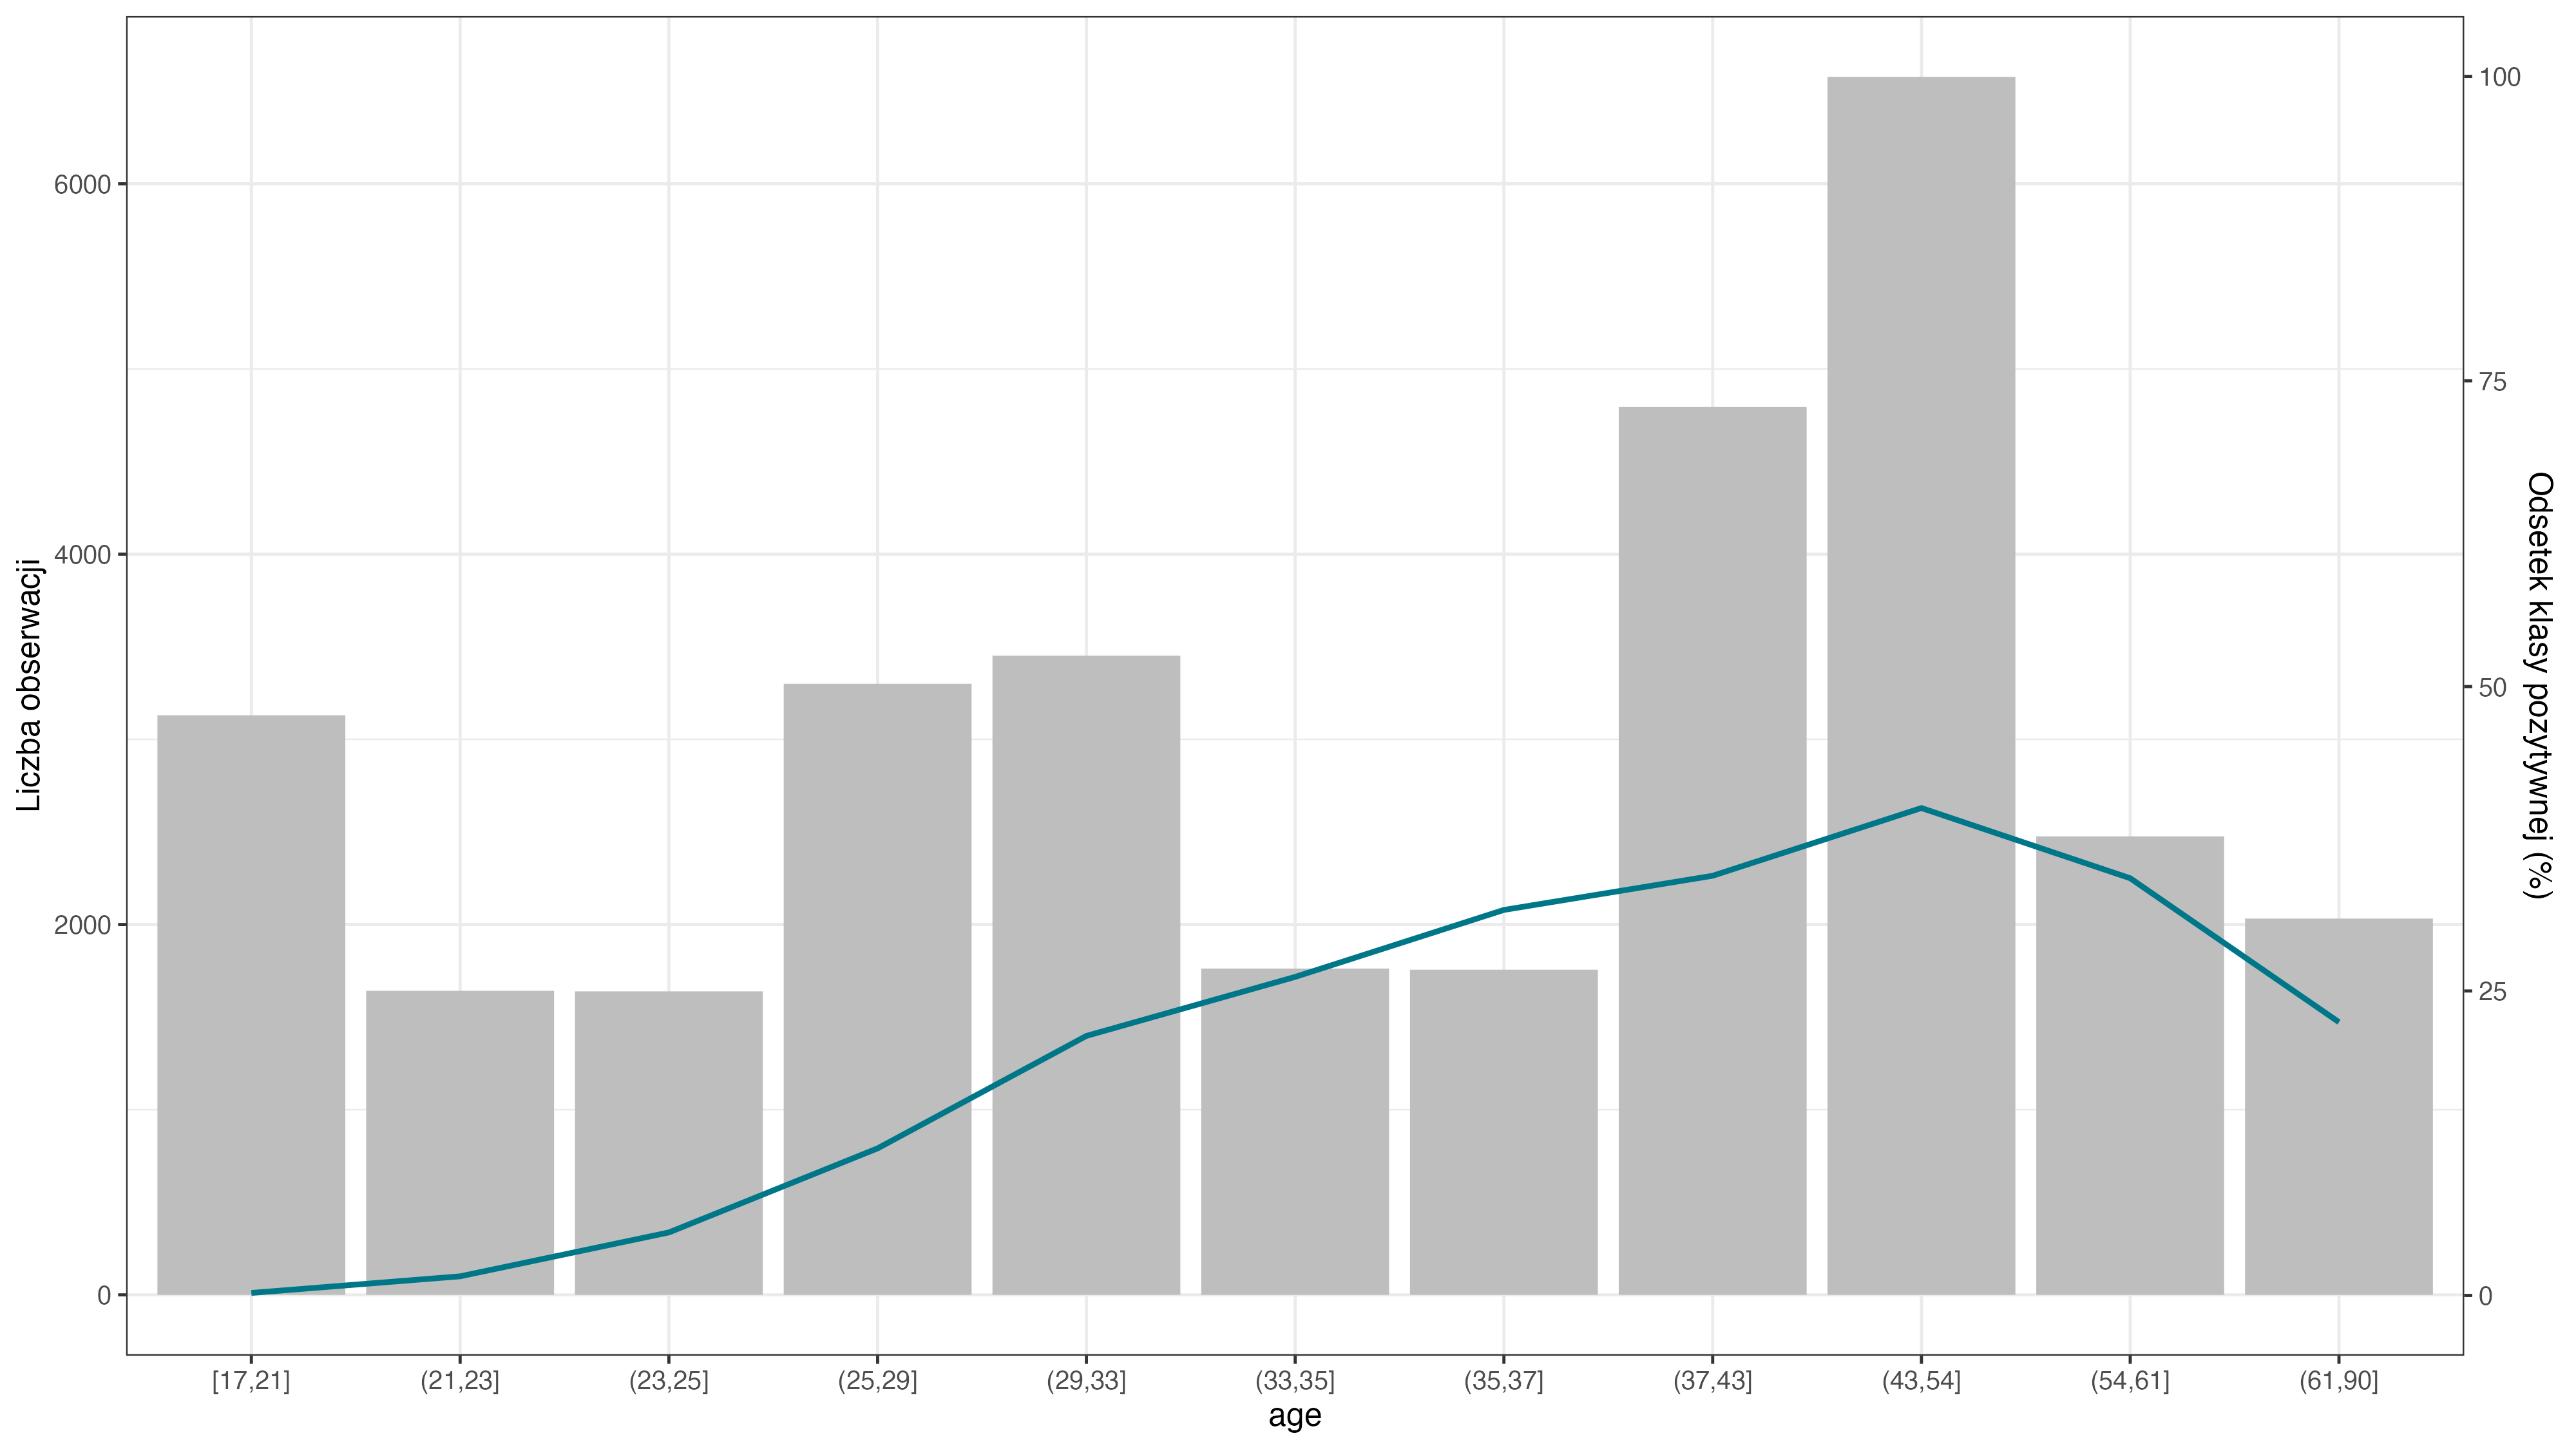 Liczba obserwacji
6000
4000
2000
0
100
75
50
25
0
Odsetek klasy pozytywnej (%)
[17,21] (21,23] (23,25] (25,29] (29,33] (33,35] (35,37] (37,43] (43,54] (54,61] (61,90]
age